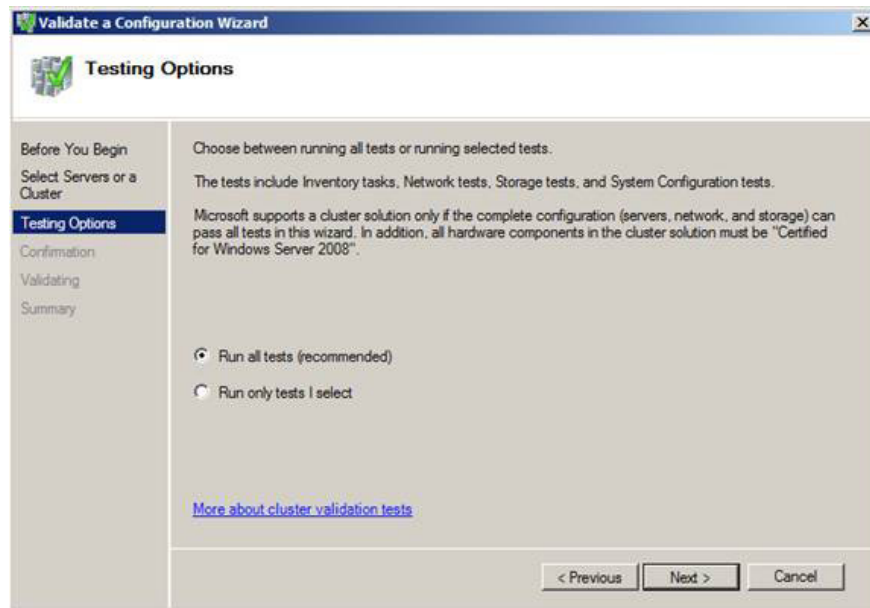 Validate a Configuration Wizard
Testing Options
Before You Begin
Select Servers or a
Cluster
Testing Options
Confirmation
Validating
Summary
Choose between running all tests or running selected tests.
The tests include Inventory tasks, Network tests, Storage tests, and System Configuration tests.
Microsoft supports a cluster solution only if the complete configuration (servers, network, and storage) can
pass all tests in this wizard. In addition, all hardware components in the cluster solution must be "Certified
for Windows Server 2008".
Run all tests (recommended)
Run only tests I select
More about cluster validation tests
< Previous
Next >
Cancel